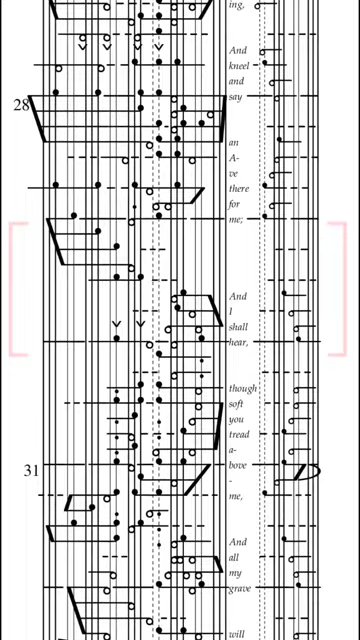 ing.
And
kneel
and
28
say
an
A-
ve
there
for
me;
And
I
shall
hear,
though
soft
you
tread
a-
31
bove
-
me,
And
all
my
grave
will